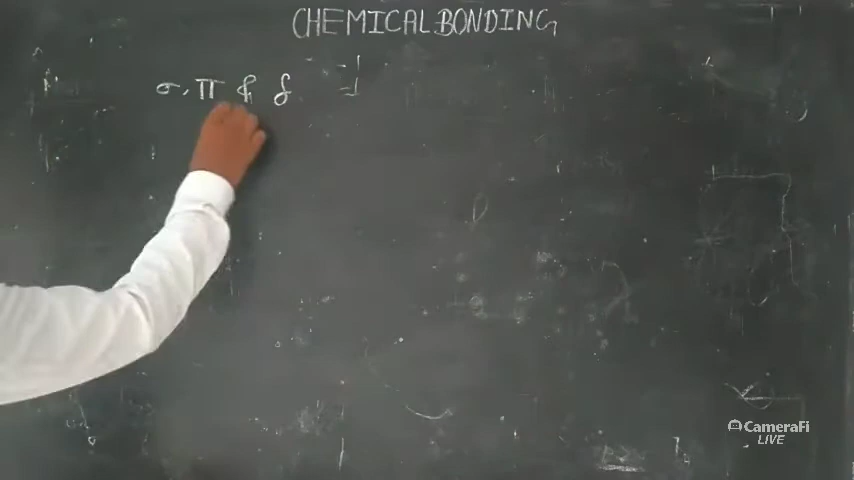 CHEMICAL BONDING
σ, π & δ
CameraFi
LIVE